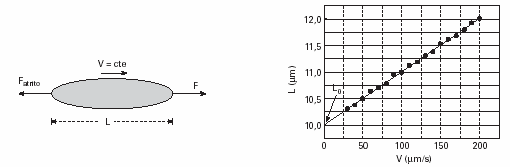 V = cte
Fatrito
F
L
L (μm)
12,0
11,5
11,0
10,5
10,0
L0
0
50
100
150
200
V (μm/s)